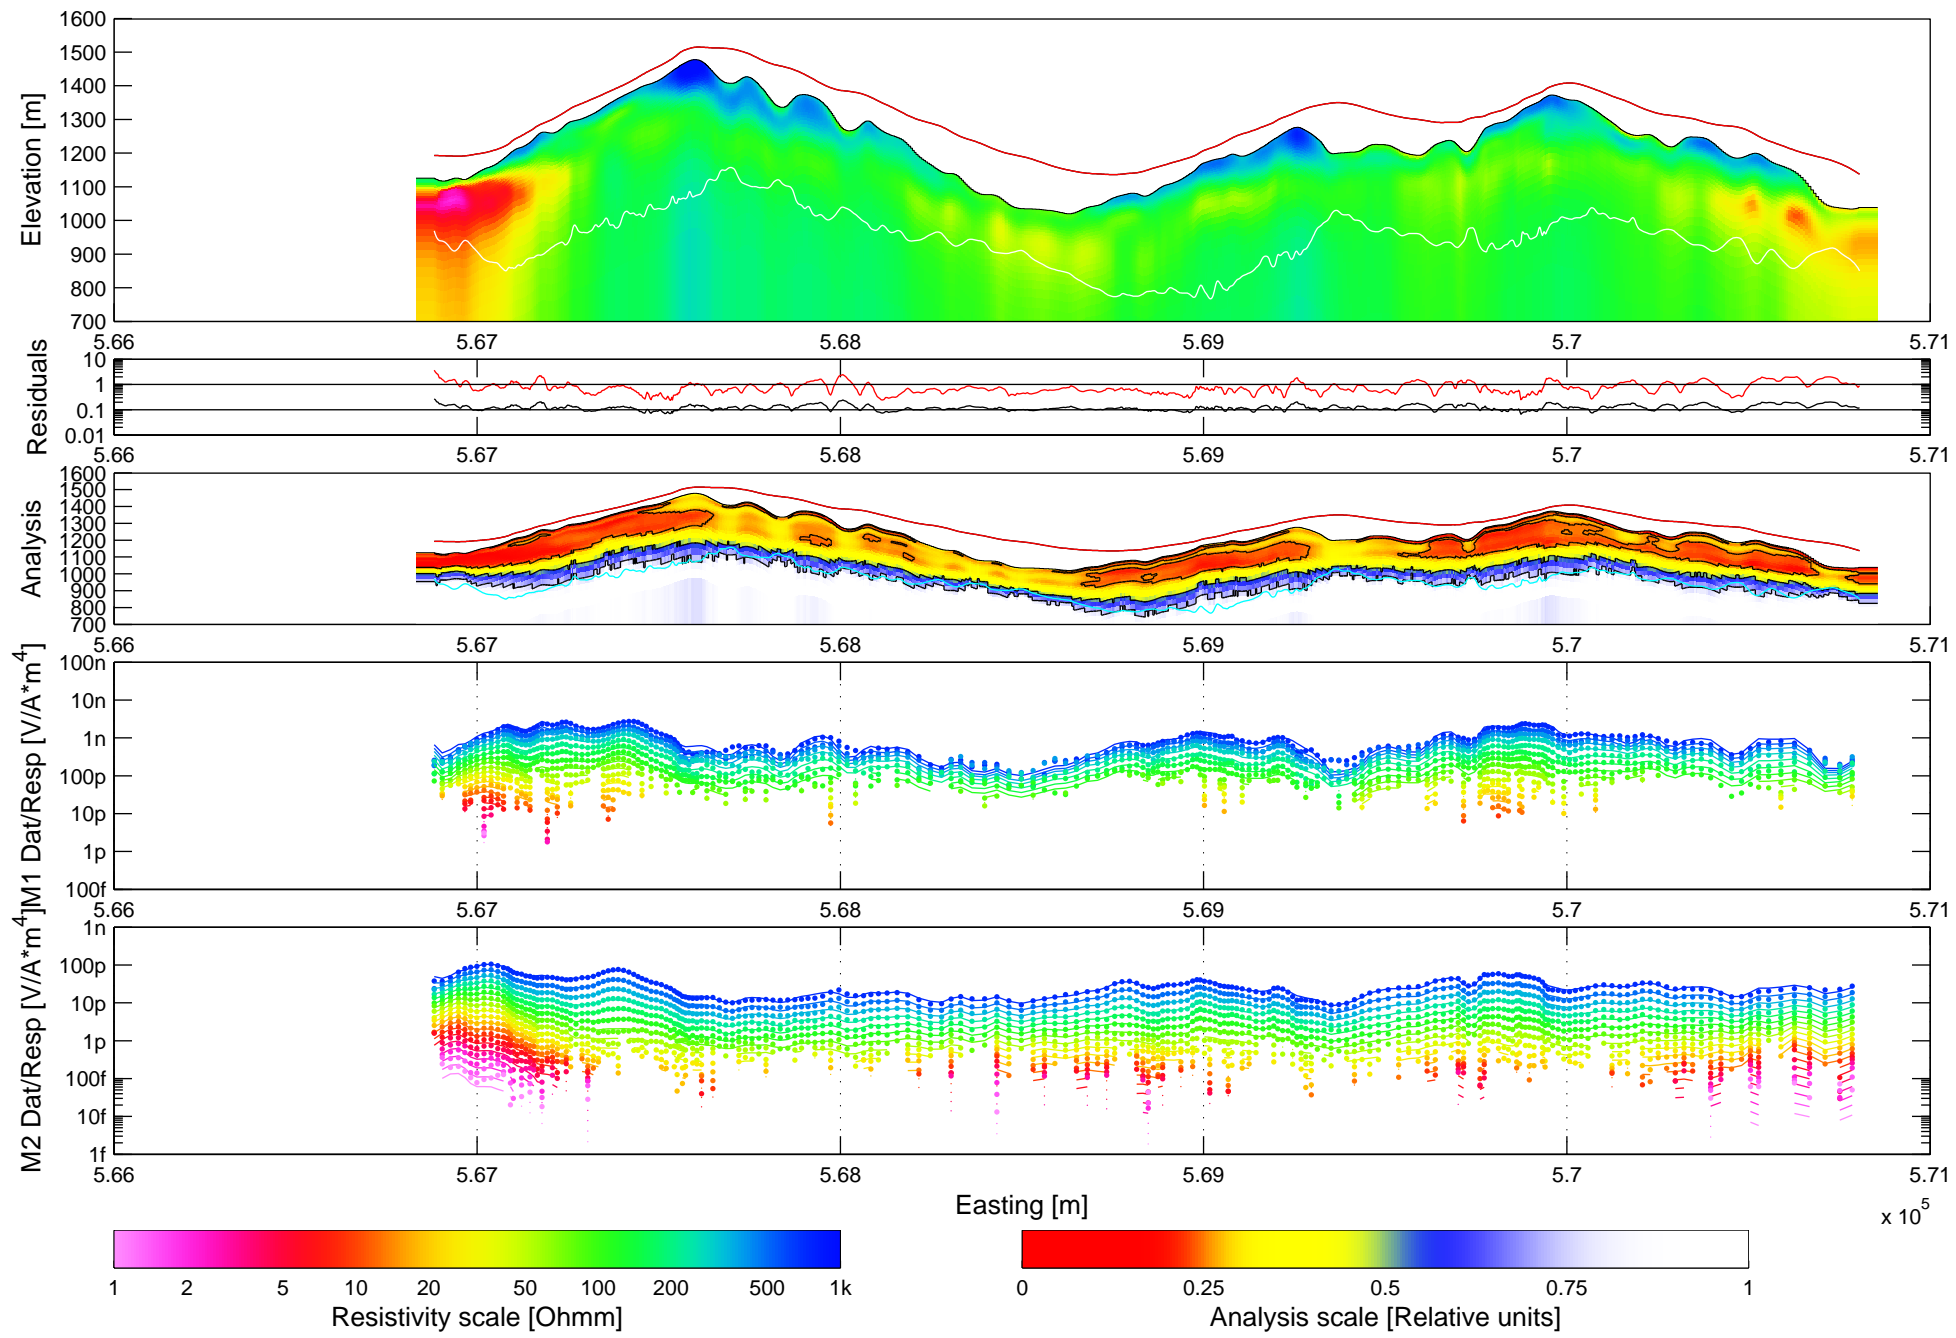 1600
1500
1400
1300
1200
1100
1000
900
800
700
Elevation [m]
5.66 5.67 5.68 5.69 5.7 5.71
10
1
0.1
0.01
Residuals
5.66 5.67 5.68 5.69 5.7 5.71
1600
1500
1400
1300
1200
1100
1000
900
800
700
Analysis
5.66 5.67 5.68 5.69 5.7 5.71
100n
10n
1n
100p
10p
1p
100f
M1 Dat/Resp [V/A*m^4]
5.66 5.67 5.68 5.69 5.7 5.71
1n
100p
10p
1p
100f
10f
1f
M2 Dat/Resp [V/A*m^4]
5.66 5.67 5.68 5.69 5.7 5.71
Easting [m]
x 10^5
1 2 5 10 20 50 100 200 500 1k
Resistivity scale [Ohmm]
0 0.25 0.5 0.75 1
Analysis scale [Relative units]